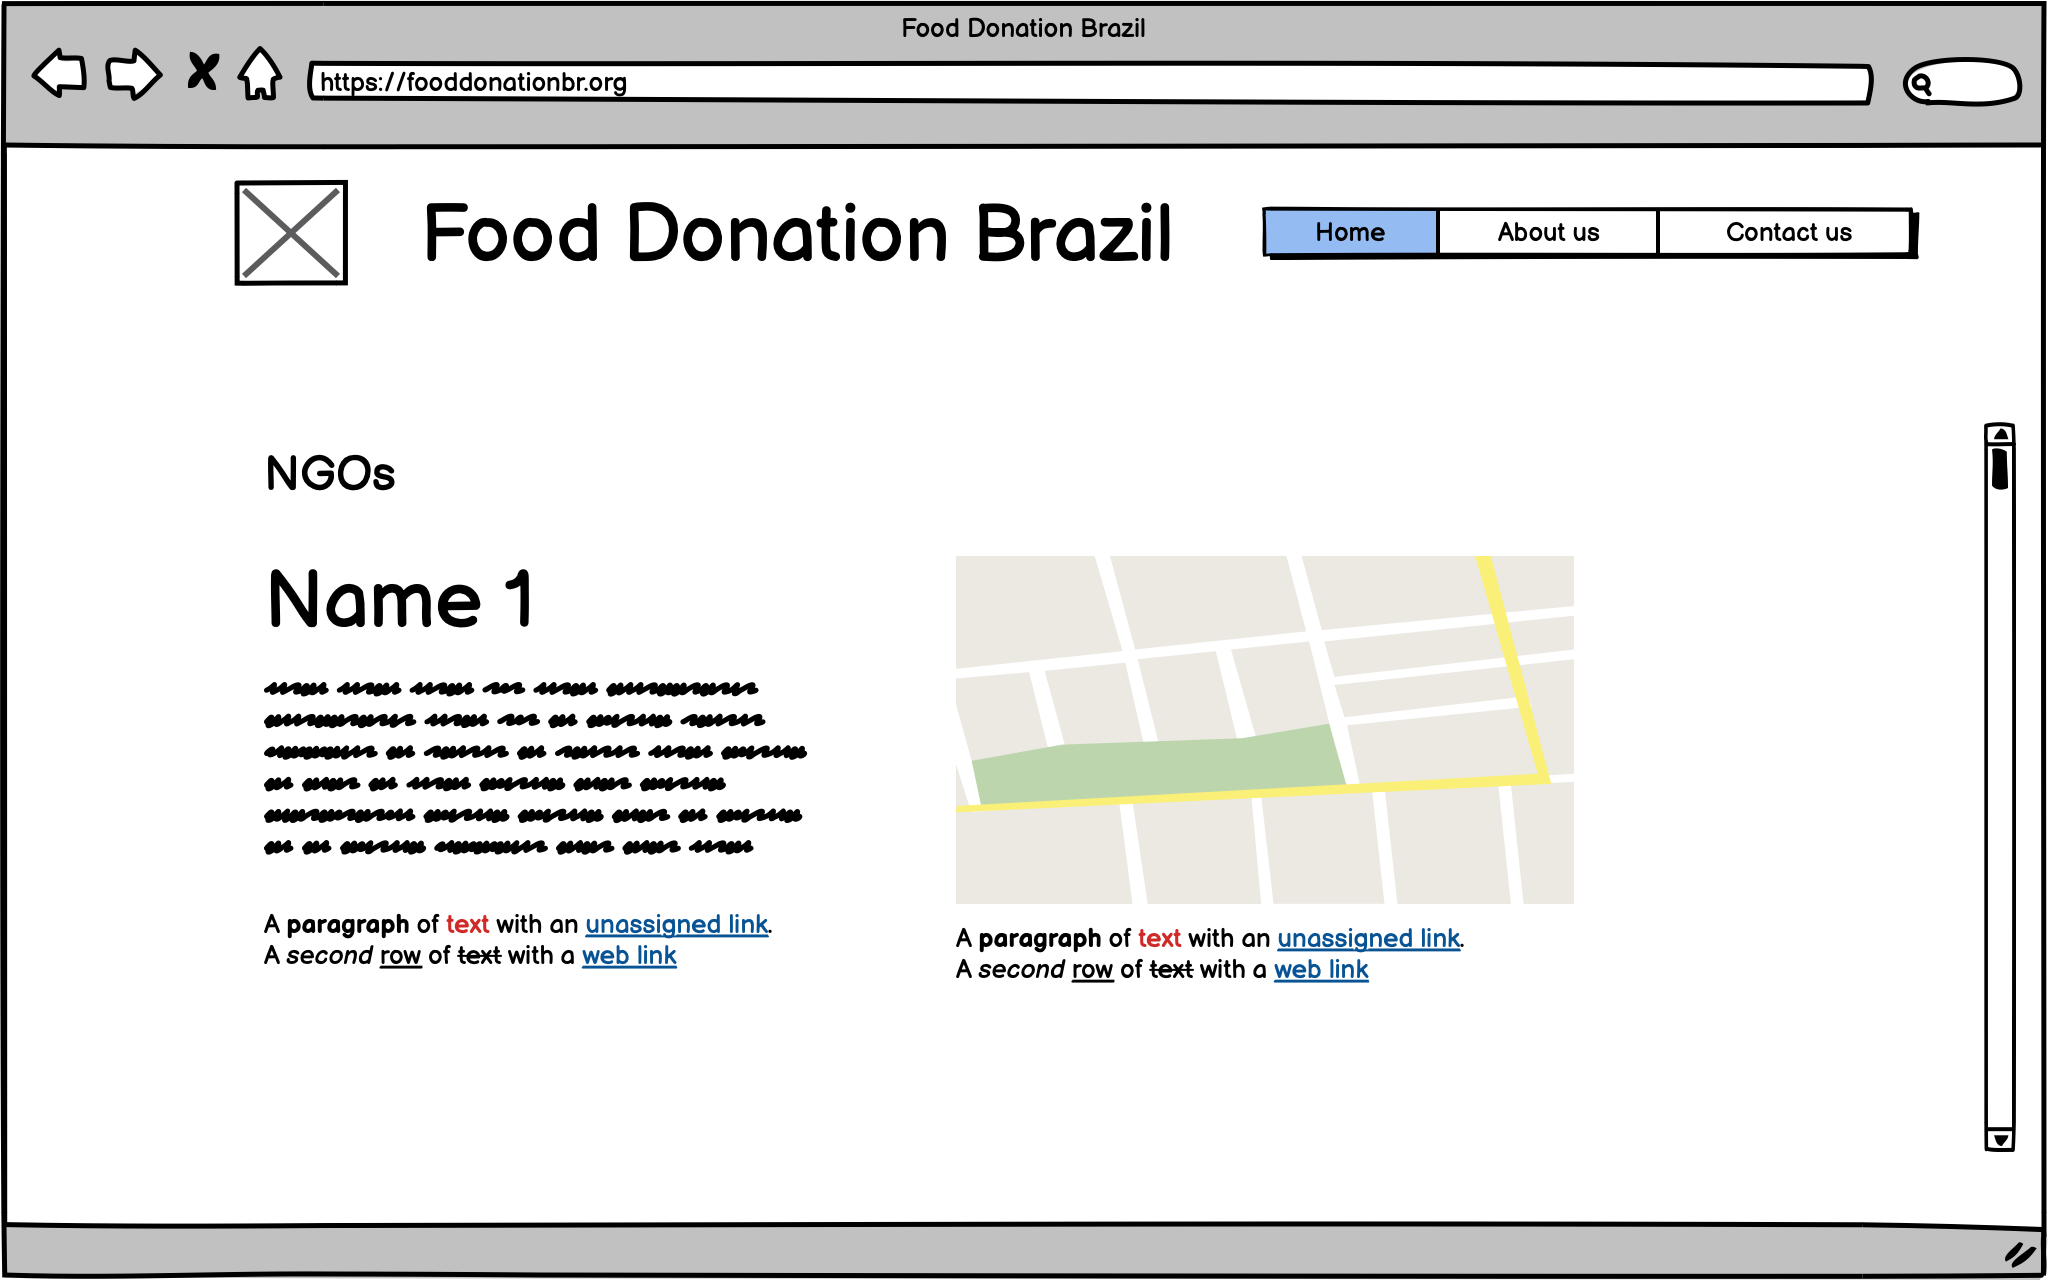 Food Donation Brazil
https://fooddonationbr.org
Food Donation Brazil
Home
About us
Contact us
NGOs
Name 1
A paragraph of text with an unassigned link.
A second row of text with a web link
A paragraph of text with an unassigned link.
A second row of text with a web link